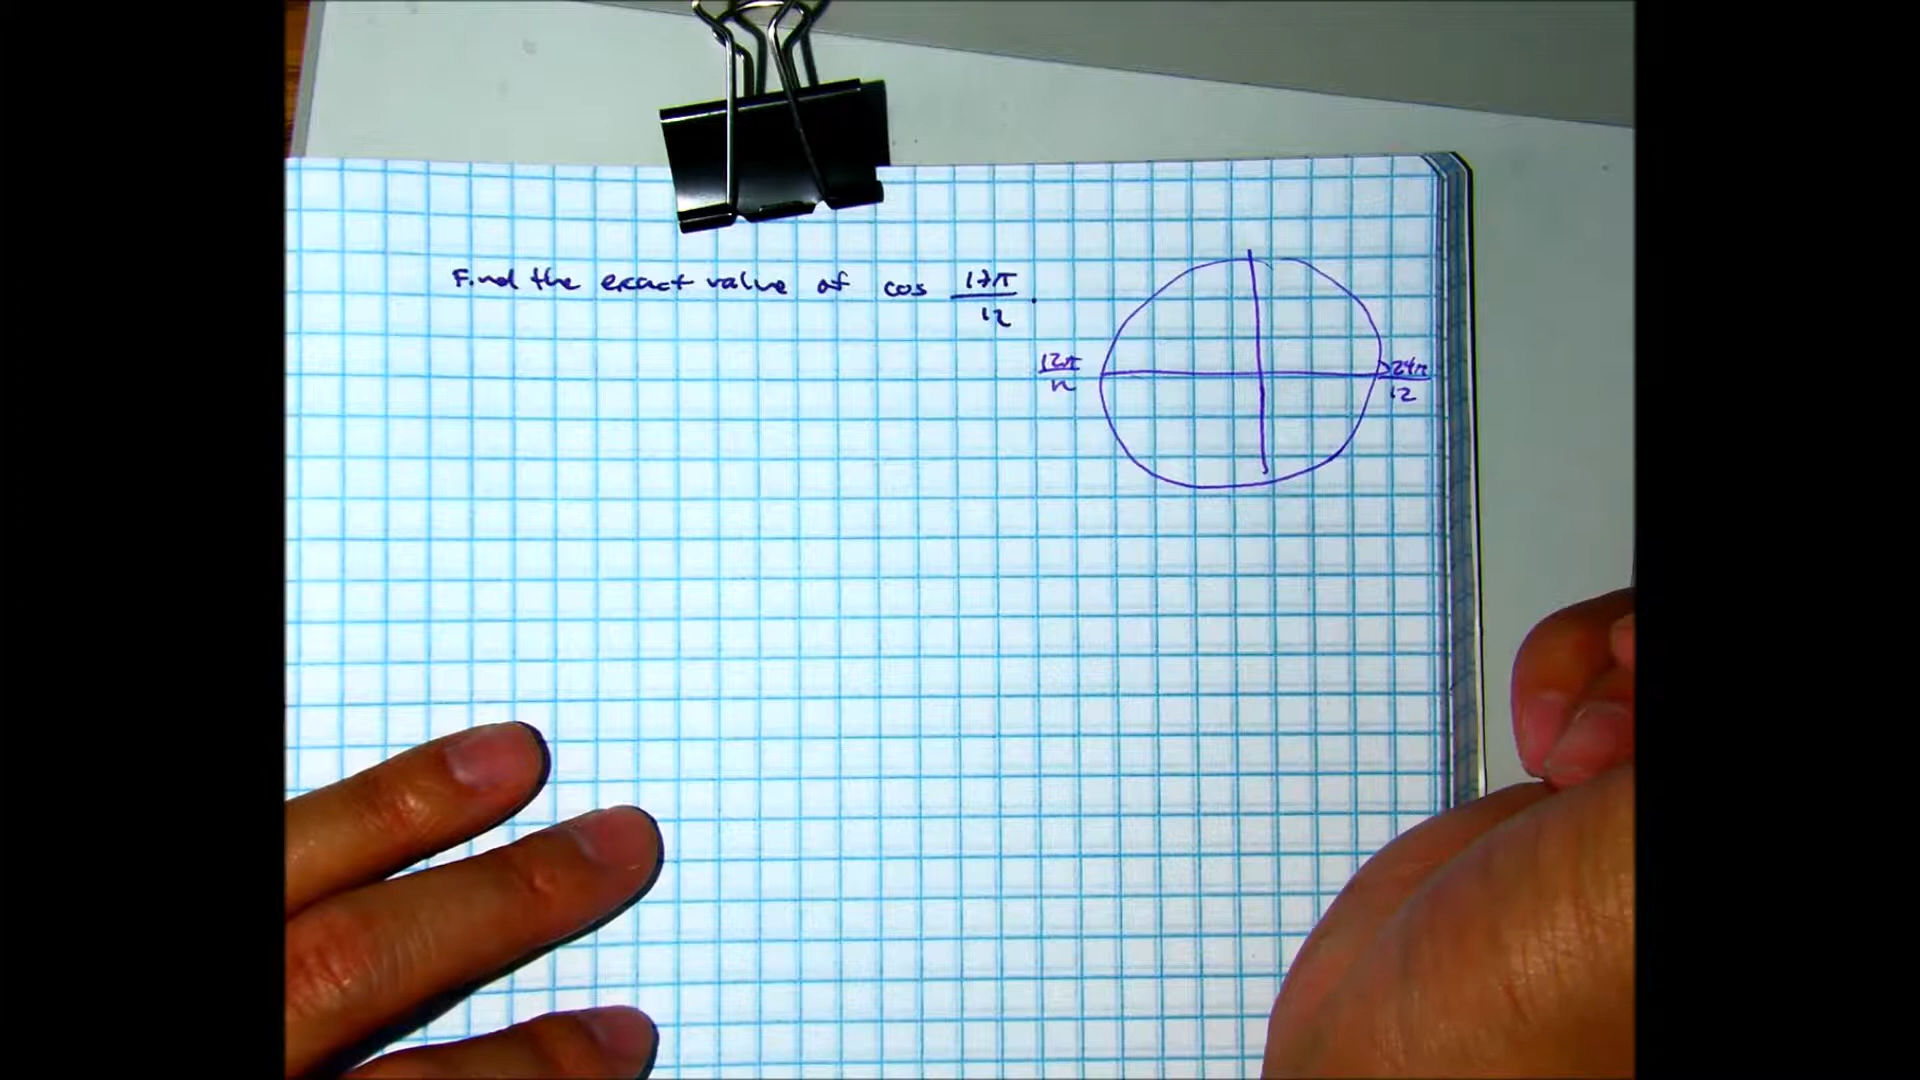 Find the exact value of cos 17π/12.
12π/12
24π/12